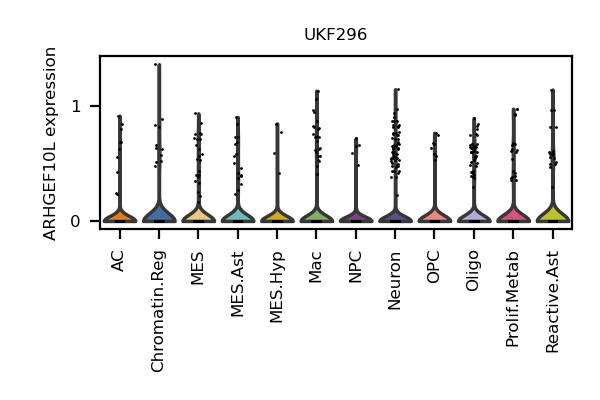 UKF296
ARHGEF10L expression
1
0
AC
Chromatin.Reg
MES
MES.Ast
MES.Hyp
Mac
NPC
Neuron
OPC
Oligo
Prolif.Metab
Reactive.Ast